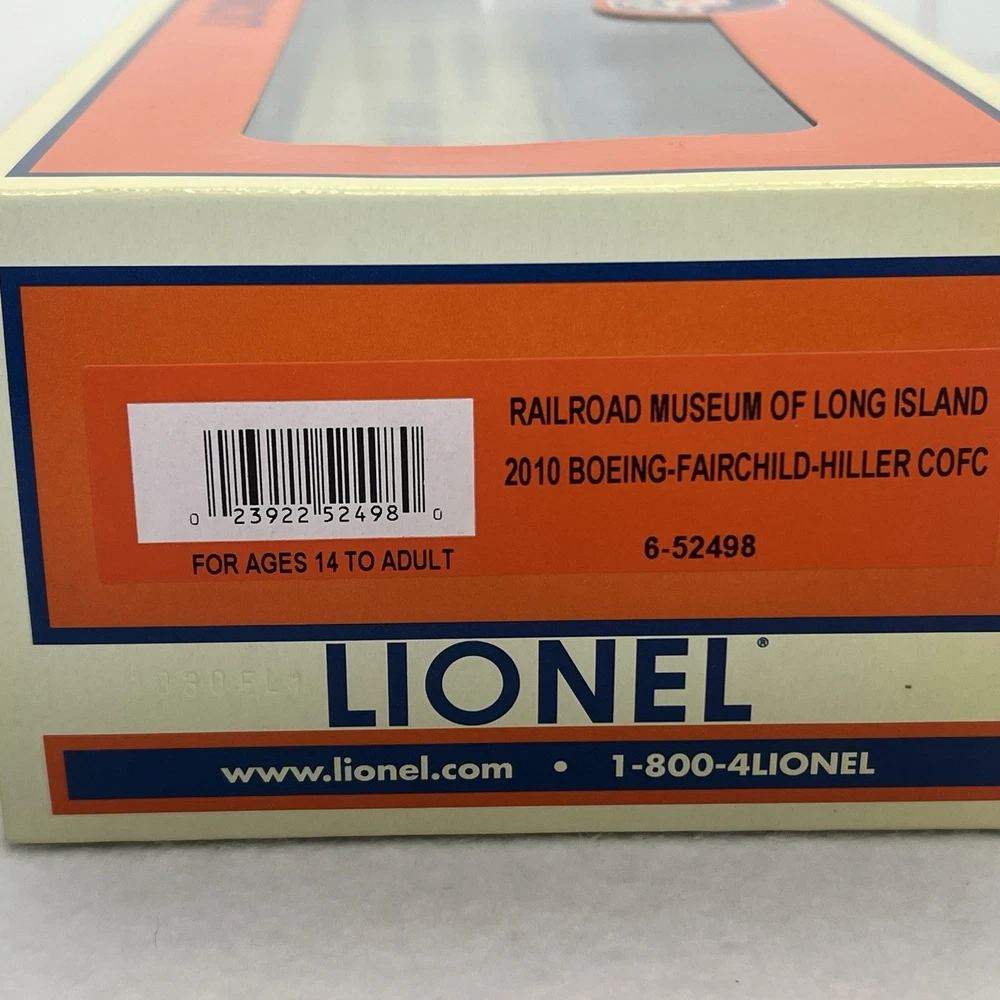 RAILROAD MUSEUM OF LONG ISLAND
2010 BOEING-FAIRCHILD-HILLER COFC
6-52498
0 23922 52498 0
FOR AGES 14 TO ADULT
LIONEL®
www.lionel.com • 1-800-4LIONEL